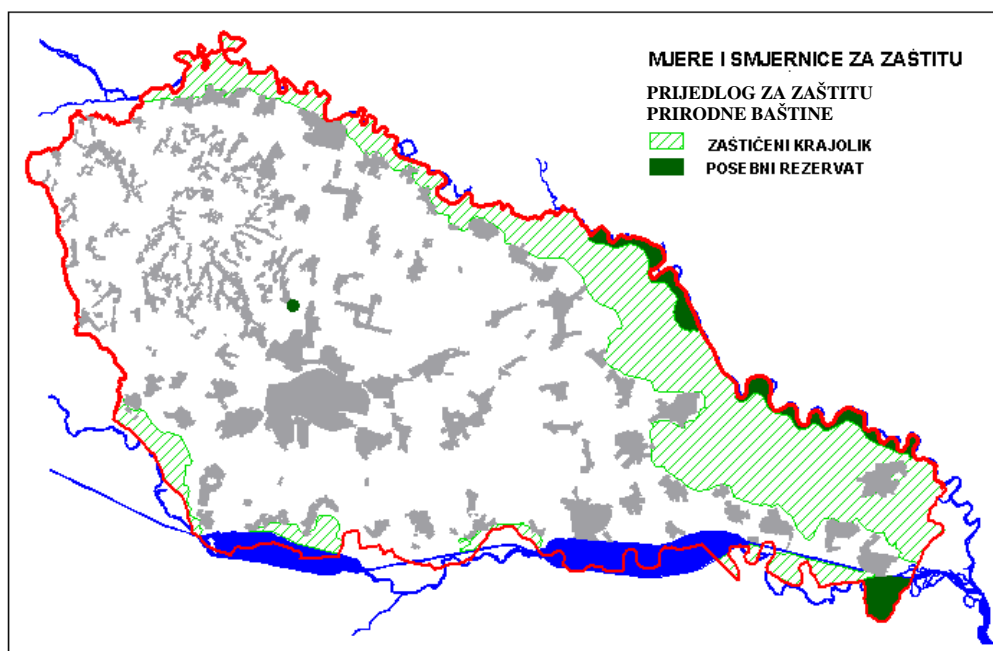 MJERE I SMJERNICE ZA ZAŠTITU
PRIJEDLOG ZA ZAŠTITU
PRIRODNE BAŠTINE
ZAŠTIĆENI KRAJOLIK
POSEBNI REZERVAT